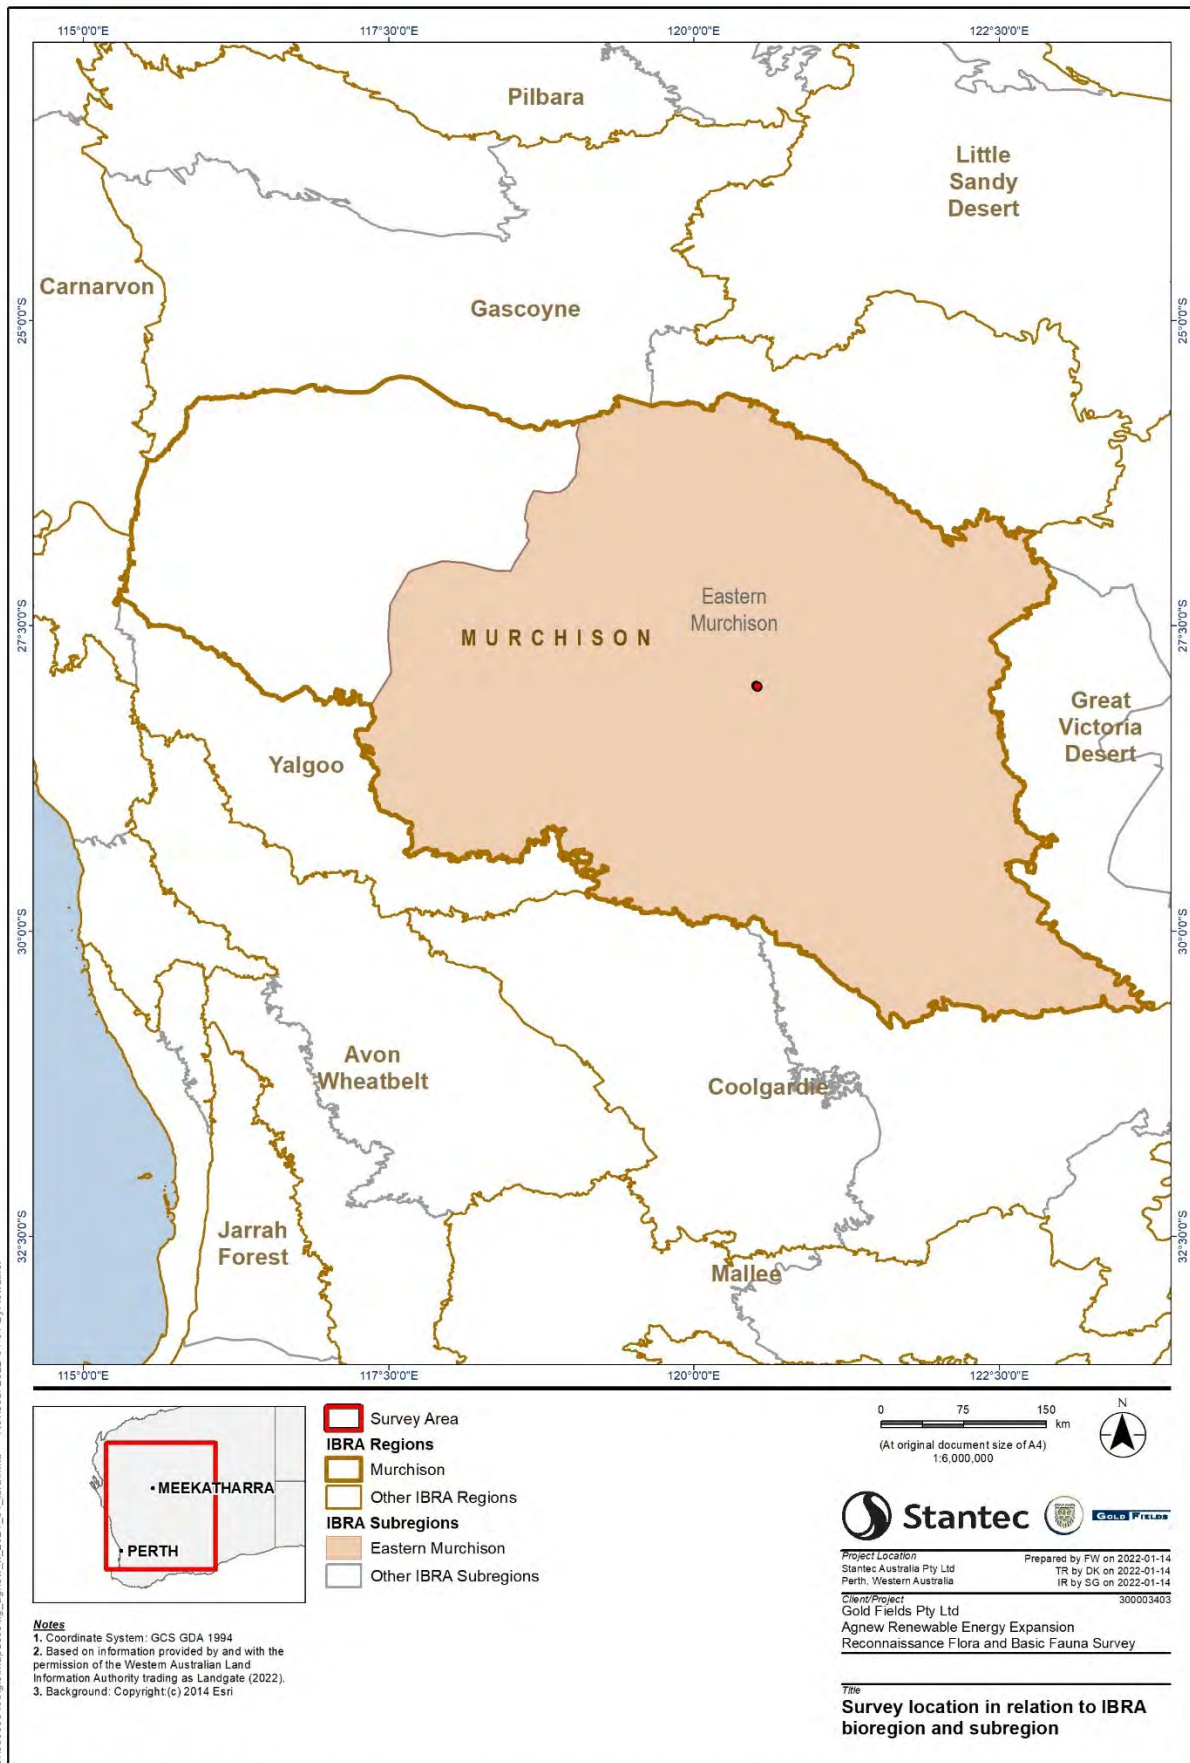 115°0'0"E
117°30'0"E
120°0'0"E
122°30'0"E
Pilbara
Little
Sandy
Desert
Carnarvon
Gascoyne
25°0'0"S
25°0'0"S
Eastern
Murchison
MURCHISON
27°30'0"S
27°30'0"S
Great
Victoria
Desert
Yalgoo
30°0'0"S
30°0'0"S
Avon
Wheatbelt
Coolgardie
Jarrah
Forest
Mallee
32°30'0"S
32°30'0"S
115°0'0"E
117°30'0"E
120°0'0"E
122°30'0"E
MEEKATHARRA
PERTH
Survey Area
IBRA Regions
Murchison
Other IBRA Regions
IBRA Subregions
Eastern Murchison
Other IBRA Subregions
0 75 150
km
(At original document size of A4)
1:6,000,000
N
Notes
1. Coordinate System: GCS GDA 1994
2. Based on information provided by and with the
permission of the Western Australian Land
Information Authority trading as Landgate (2022).
3. Background: Copyright:(c) 2014 Esri
Stantec
GOLD FIELDS
Project Location
Stantec Australia Pty Ltd
Perth, Western Australia
Prepared by FW on 2022-01-14
TR by DK on 2022-01-14
IR by SG on 2022-01-14
Client/Project
300003403
Gold Fields Pty Ltd
Agnew Renewable Energy Expansion
Reconnaissance Flora and Basic Fauna Survey
Title
Survey location in relation to IBRA
bioregion and subregion